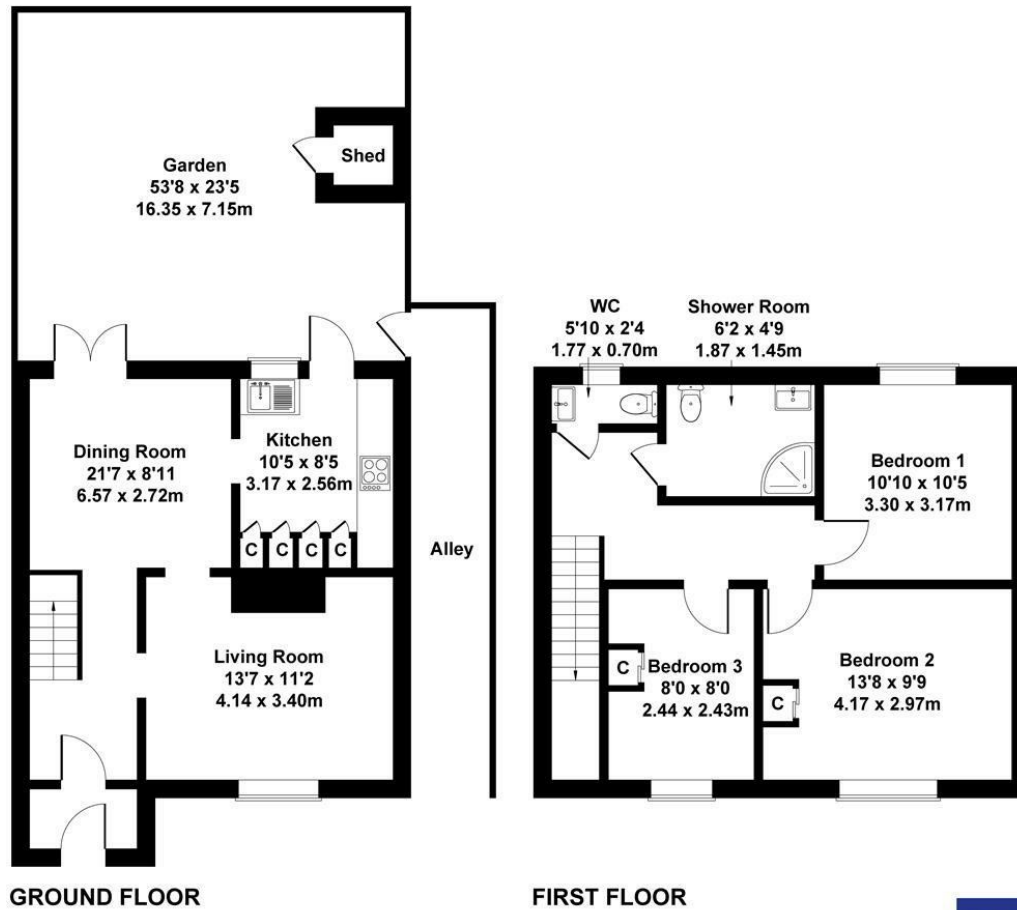 Garden
53'8 x 23'5
16.35 x 7.15m
Shed
Dining Room
21'7 x 8'11
6.57 x 2.72m
Kitchen
10'5 x 8'5
3.17 x 2.56m
C
C
C
C
Alley
Living Room
13'7 x 11'2
4.14 x 3.40m
GROUND FLOOR
WC
5'10 x 2'4
1.77 x 0.70m
Shower Room
6'2 x 4'9
1.87 x 1.45m
Bedroom 1
10'10 x 10'5
3.30 x 3.17m
C
Bedroom 3
8'0 x 8'0
2.44 x 2.43m
C
Bedroom 2
13'8 x 9'9
4.17 x 2.97m
FIRST FLOOR